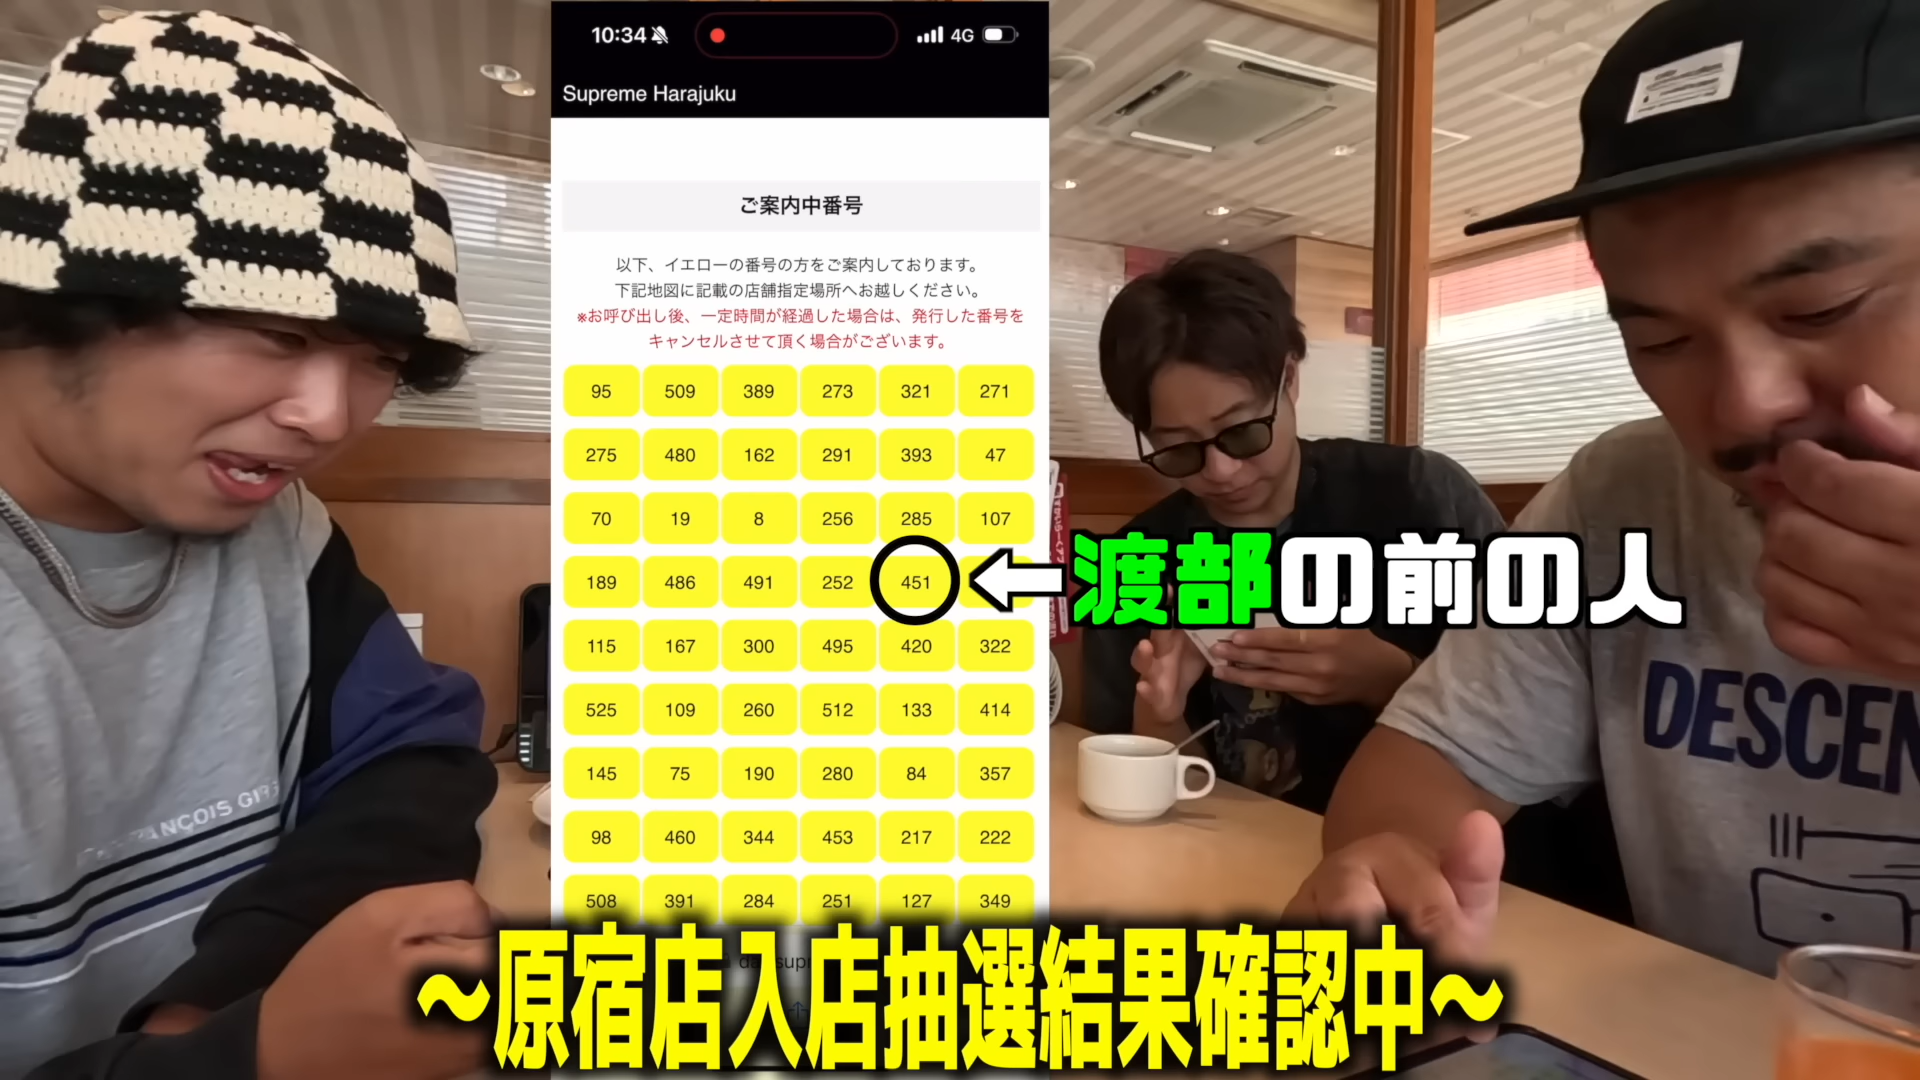 10:34
4G
Supreme Harajuku
ご案内中番号
以下、イエローの番号の方をご案内しております。
下記地図に記載の店舗指定場所へお越しください。
※お呼び出し後、一定時間が経過した場合は、発行した番号を
キャンセルさせて頂く場合がございます。
95 509 389 273 321 271
275 480 162 291 393 47
70 19 8 256 285 107
189 486 491 252 451
←渡部の前の人
115 167 300 495 420 322
525 109 260 512 133 414
145 75 190 280 84 357
98 460 344 453 217 222
508 391 284 251 127 349
DESCEN
〜原宿店入店抽選結果確認中〜